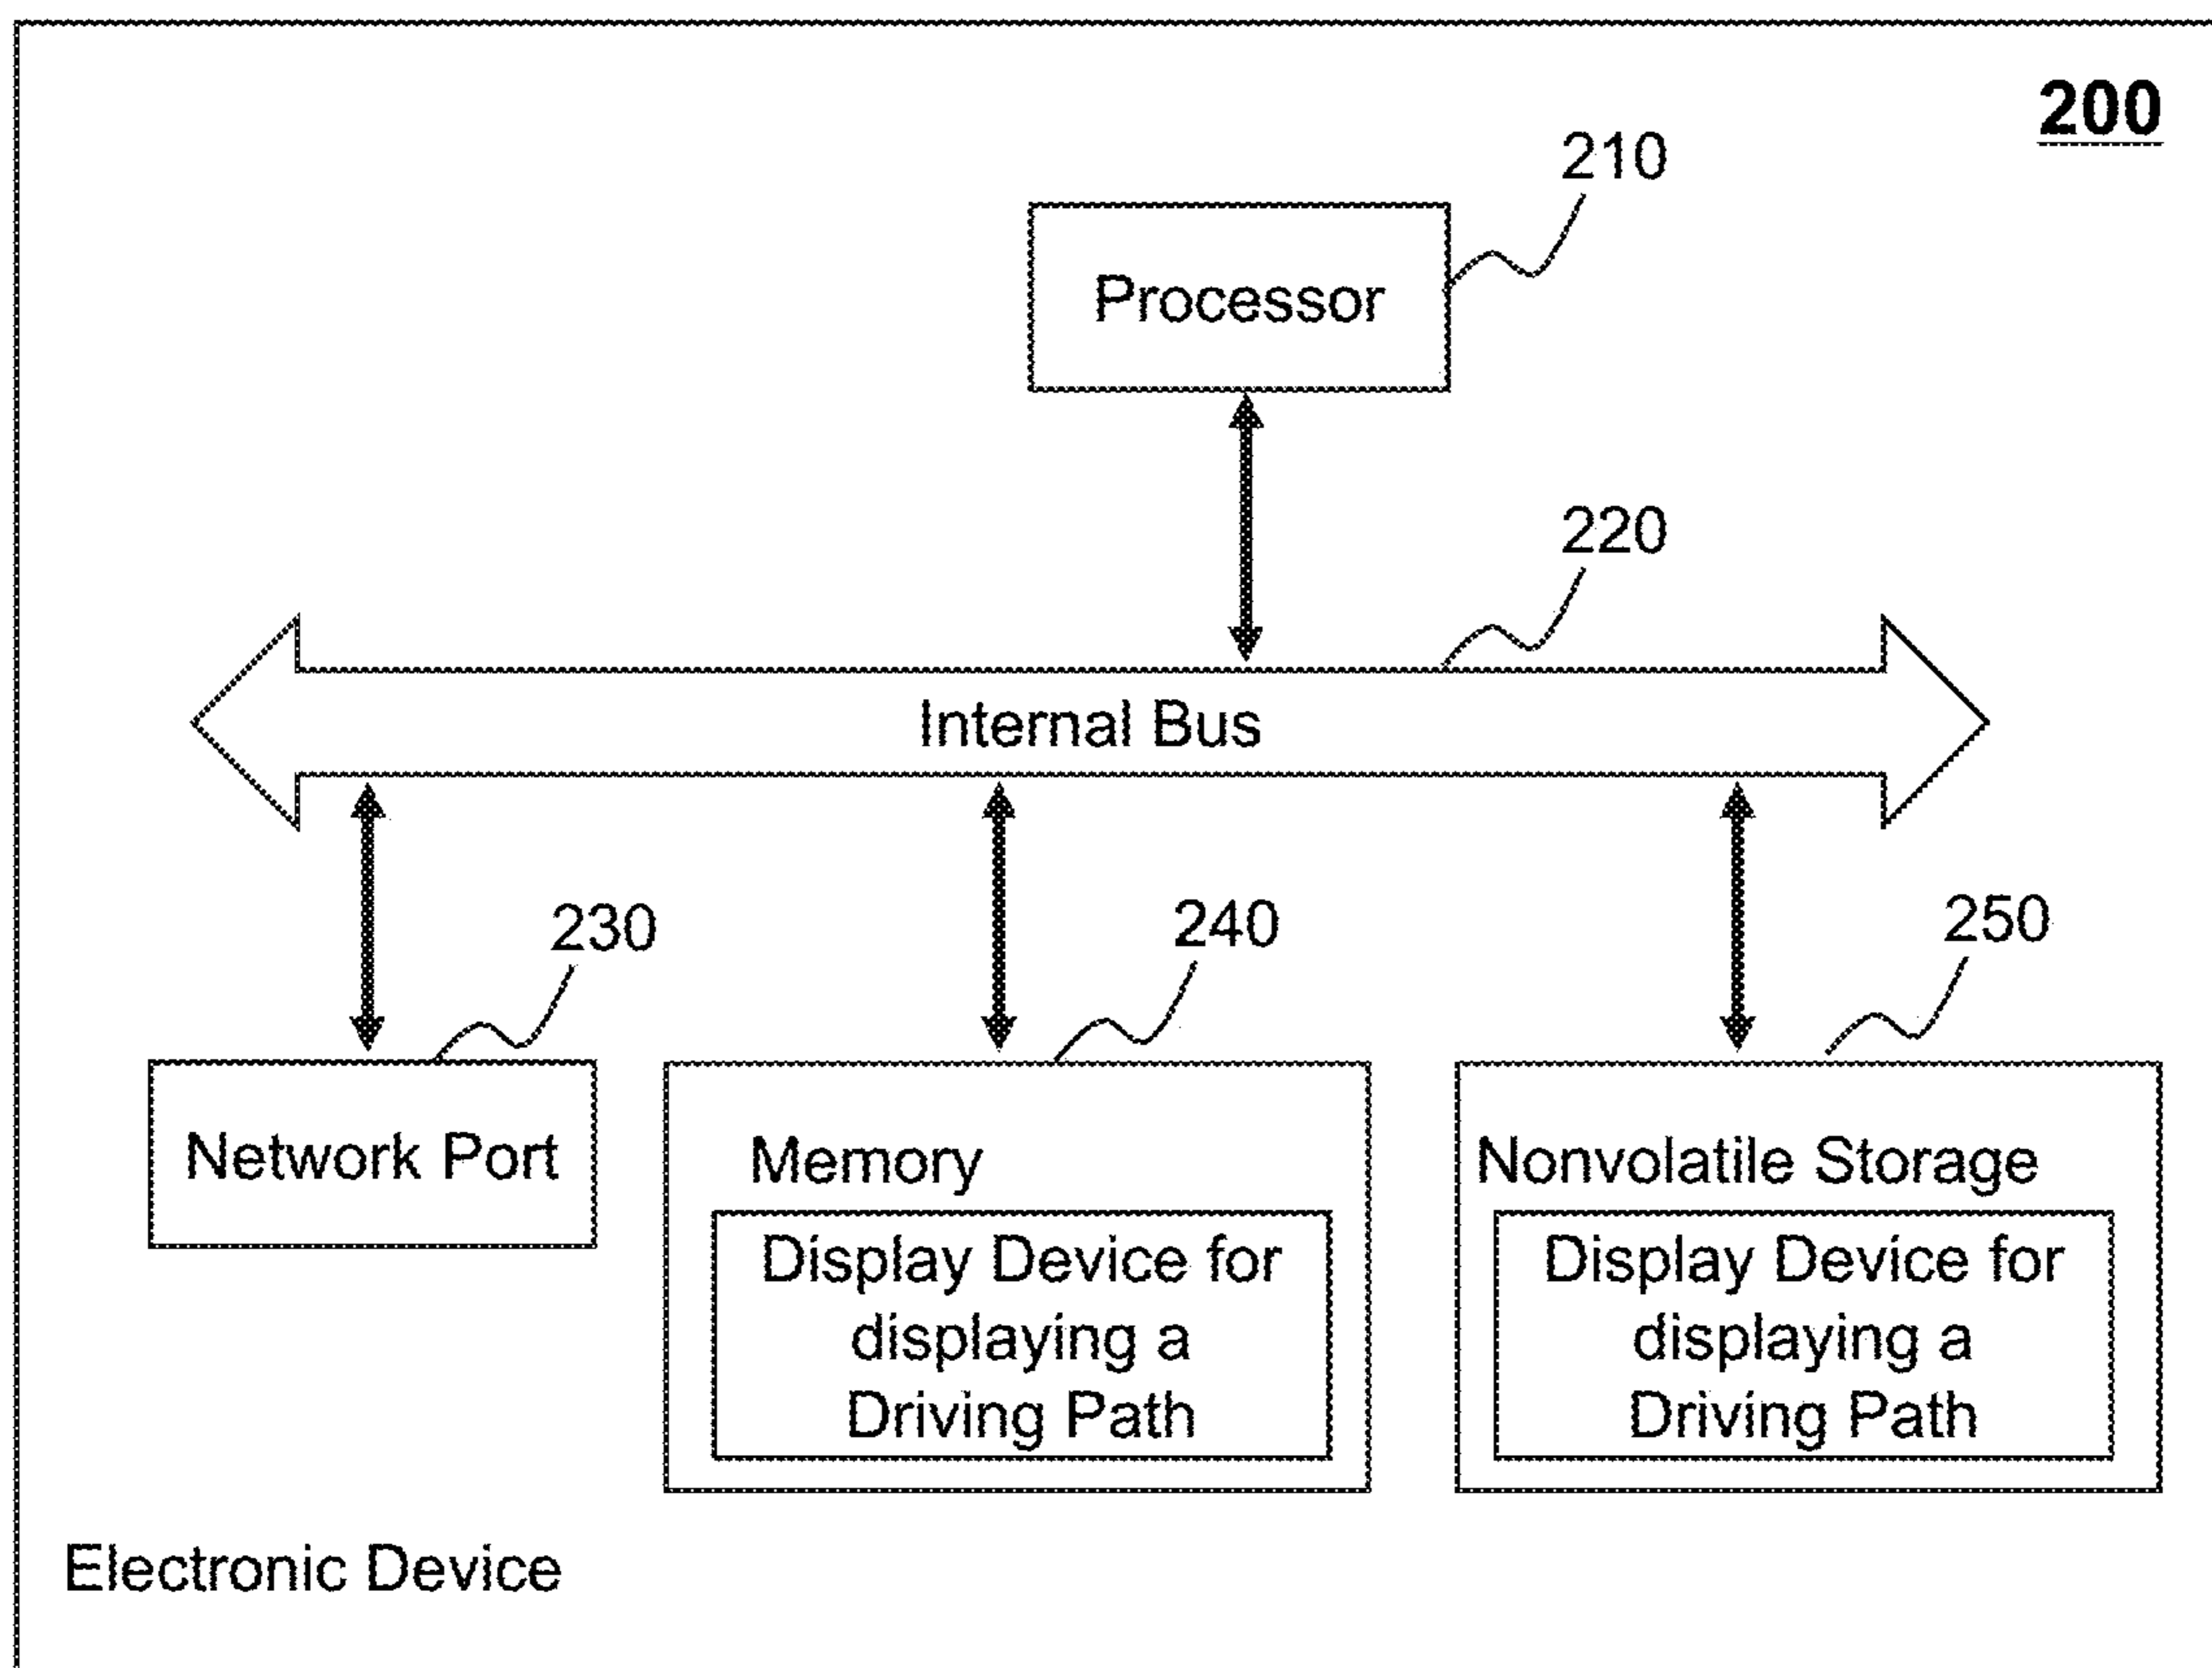 200
210
Processor
220
Internal Bus
230
240
250
Network Port
Memory
Nonvolatile Storage
Display Device for
displaying a
Driving Path
Display Device for
displaying a
Driving Path
Electronic Device